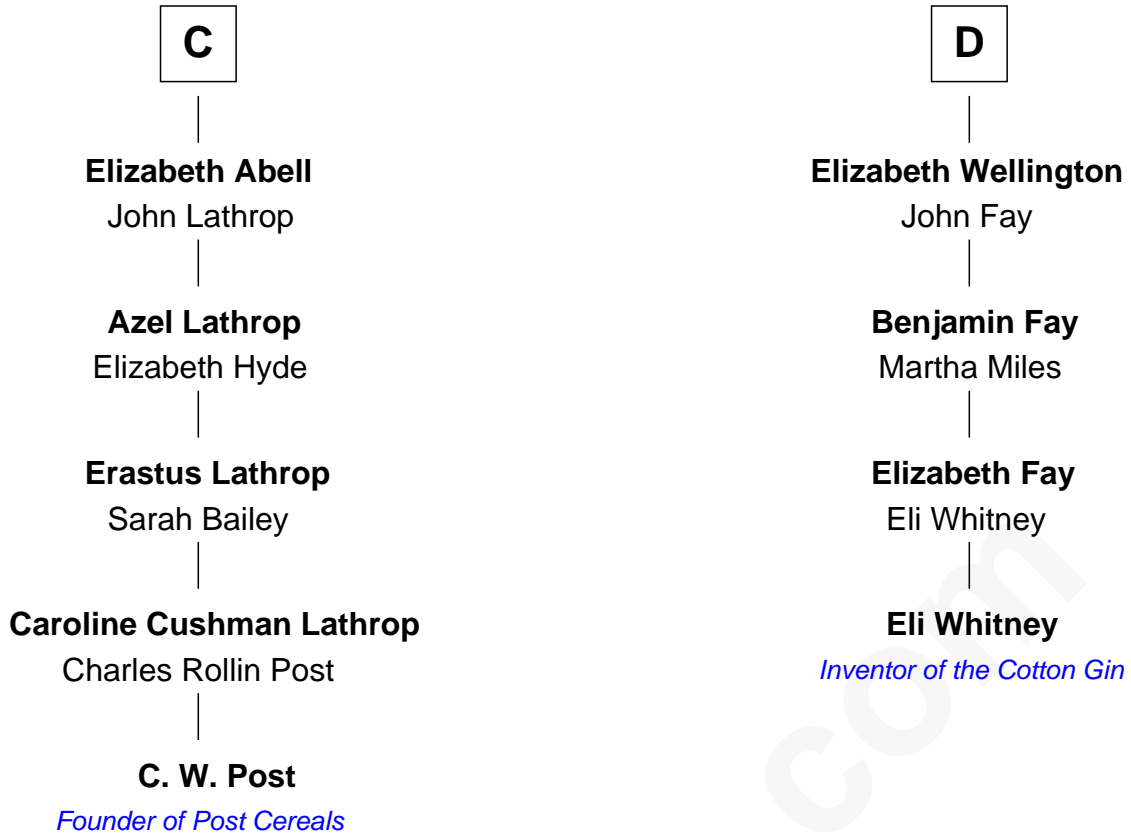 C
Elizabeth Abell
John Lathrop
Azel Lathrop
Elizabeth Hyde
Erastus Lathrop
Sarah Bailey
Caroline Cushman Lathrop
Charles Rollin Post
C. W. Post
Founder of Post Cereals
D
Elizabeth Wellington
John Fay
Benjamin Fay
Martha Miles
Elizabeth Fay
Eli Whitney
Eli Whitney
Inventor of the Cotton Gin
com